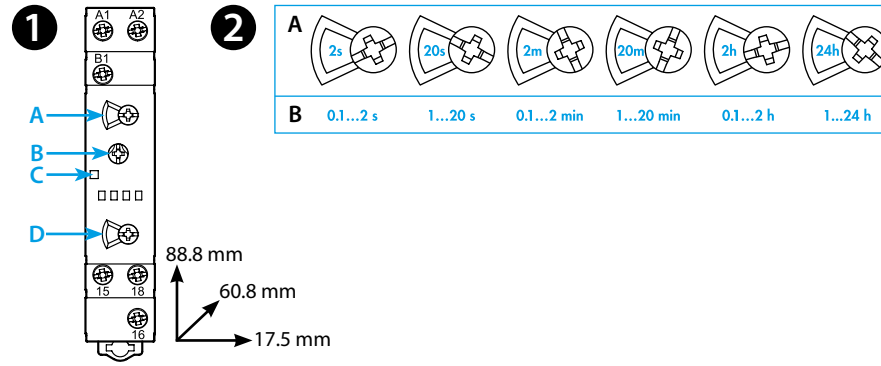 1
A1 A2
B1
A
B
C
D
15 18
16
88.8 mm
60.8 mm
17.5 mm
2
A 2s 20s 2m 20m 2h 24h
B 0.1...2 s 1...20 s 0.1...2 min 1...20 min 0.1...2 h 1...24 h